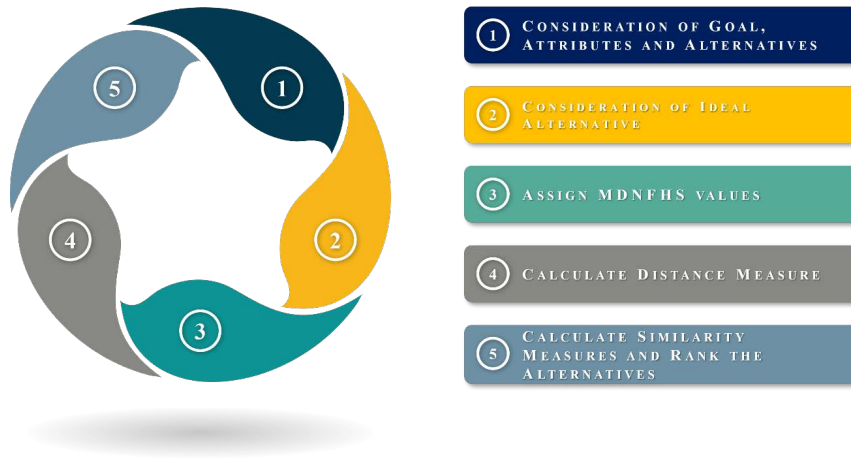 5
1
4
2
3
1 CONSIDERATION OF GOAL,
ATTRIBUTES AND ALTERNATIVES
2 CONSIDERATION OF IDEAL
ALTERNATIVE
3 ASSIGN MDNFHS VALUES
4 CALCULATE DISTANCE MEASURE
5 CALCULATE SIMILARITY
MEASURES AND RANK THE
ALTERNATIVES